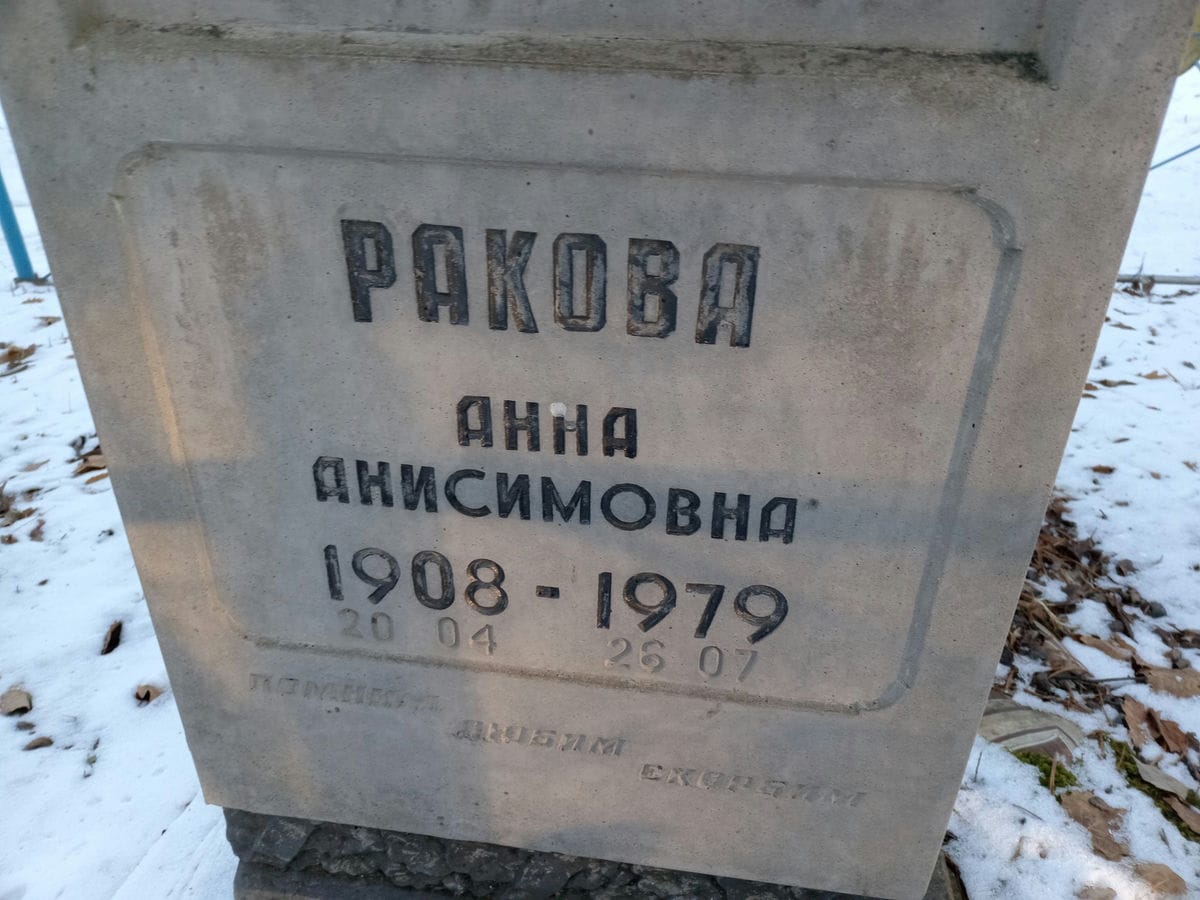 РАКОВА
АННА
АНИСИМОВНА
1908 - 1979
20 04 26 07
ПОМНИМ
ЛЮБИМ
СКОРБИМ